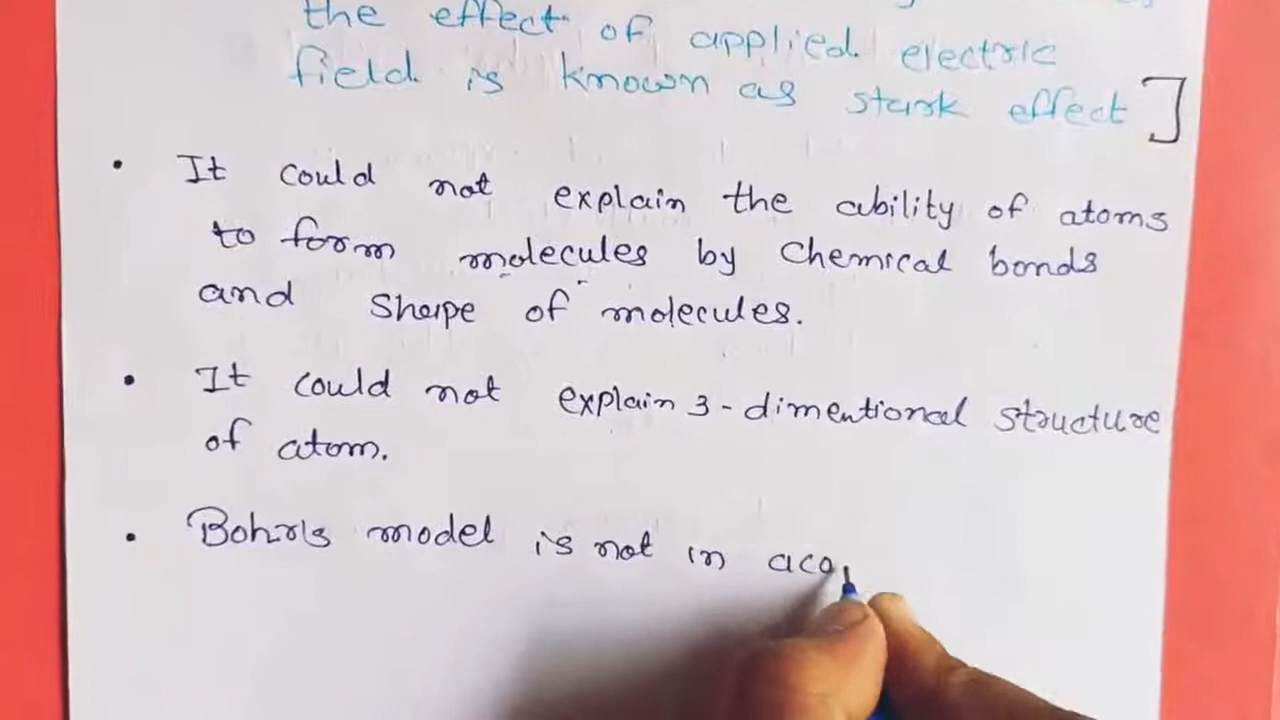 the effect of applied electric
field is known as stark effect]
• It could not explain the ability of atoms
to form molecules by chemical bonds
and shape of molecules.
• It could not explain 3-dimentional structure
of atom.
• Bohr's model is not in aco